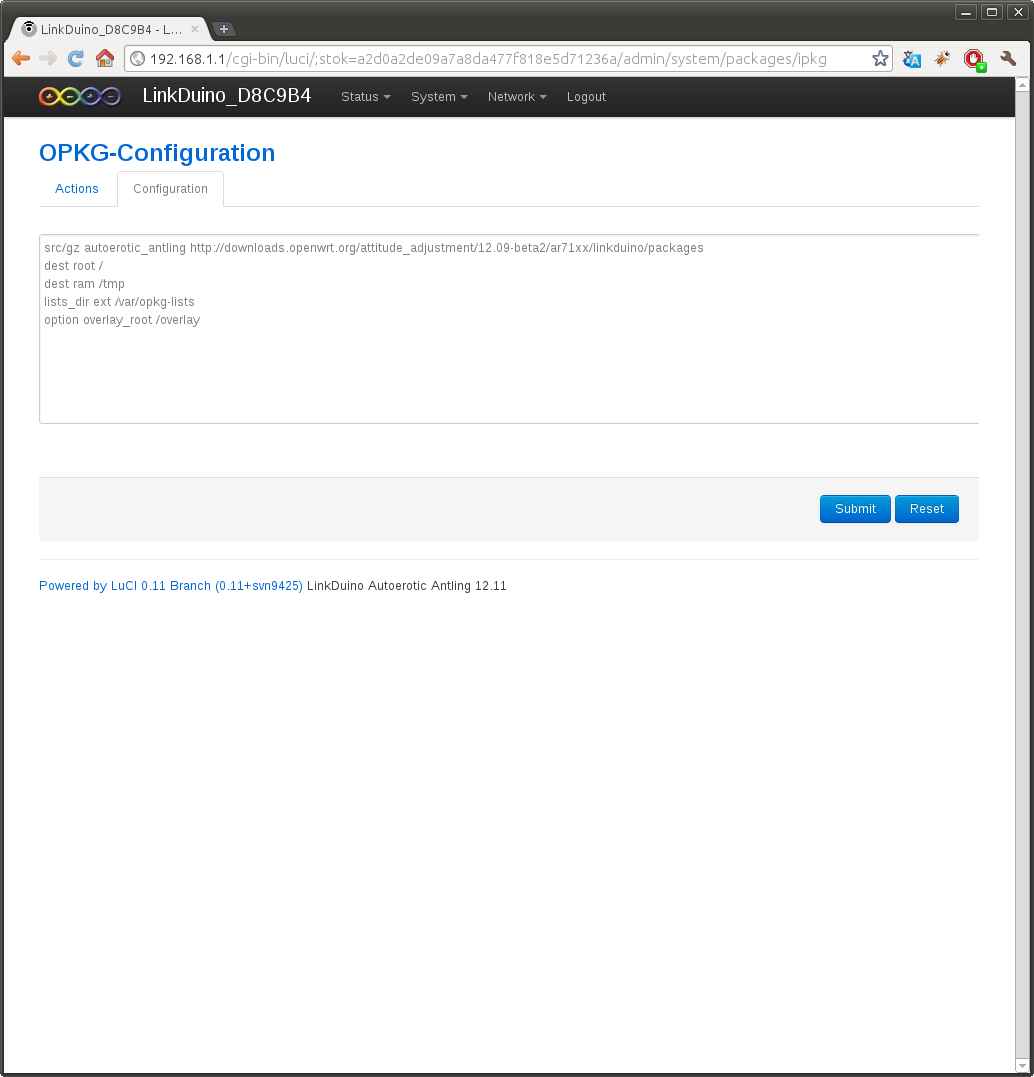 LinkDuino_D8C9B4 - L...
192.168.1.1/cgi-bin/luci/;stok=a2d0a2de09a7a8da477f818e5d71236a/admin/system/packages/ipkg
LinkDuino_D8C9B4 Status System Network Logout
OPKG-Configuration
Actions Configuration
src/gz autoerotic_antling http://downloads.openwrt.org/attitude_adjustment/12.09-beta2/ar71xx/linkduino/packages
dest root /
dest ram /tmp
lists_dir ext /var/opkg-lists
option overlay_root /overlay
Submit Reset
Powered by LuCI 0.11 Branch (0.11+svn9425) LinkDuino Autoerotic Antling 12.11